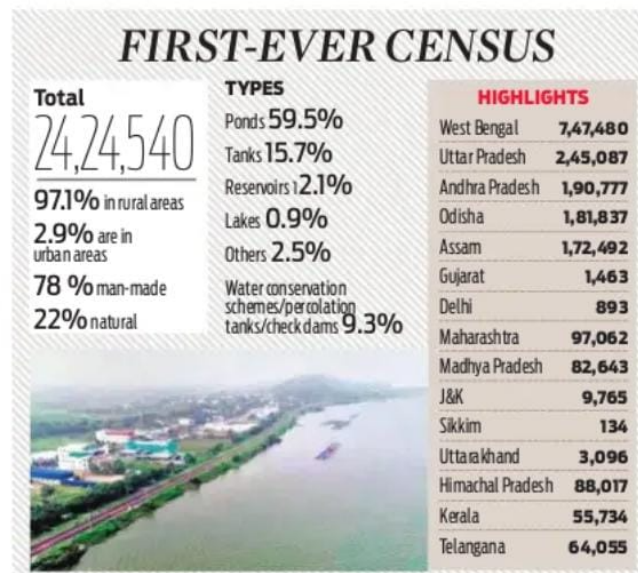 FIRST-EVER CENSUS
Total
24,24,540
97.1% in rural areas
2.9% are in
urban areas
78 % man-made
22% natural
TYPES
Ponds 59.5%
Tanks 15.7%
Reservoirs 12.1%
Lakes 0.9%
Others 2.5%
Water conservation
schemes/percolation
tanks/check dams 9.3%
HIGHLIGHTS
West Bengal 7,47,480
Uttar Pradesh 2,45,087
Andhra Pradesh 1,90,777
Odisha 1,81,837
Assam 1,72,492
Gujarat 1,463
Delhi 893
Maharashtra 97,062
Madhya Pradesh 82,643
J&K 9,765
Sikkim 134
Uttarakhand 3,096
Himachal Pradesh 88,017
Kerala 55,734
Telangana 64,055